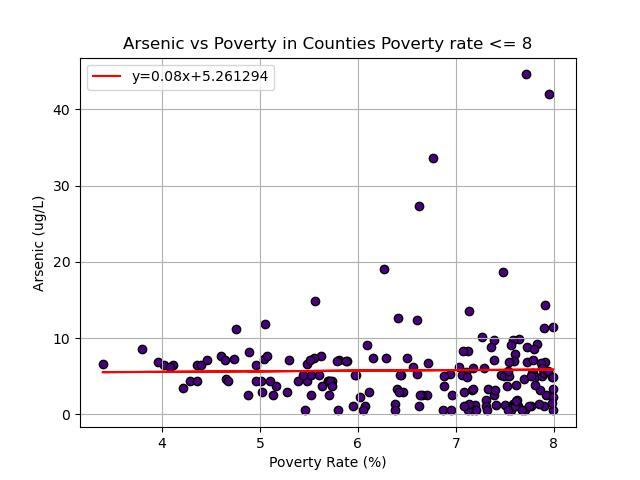 Arsenic vs Poverty in Counties Poverty rate <= 8
y=0.08x+5.261294
40
30
20
10
0
Arsenic (ug/L)
4 5 6 7 8
Poverty Rate (%)